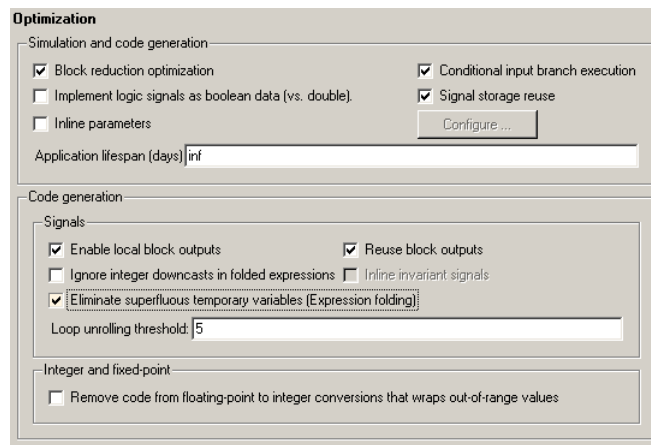 Optimization
Simulation and code generation
Block reduction optimization
Conditional input branch execution
Implement logic signals as boolean data (vs. double).
Signal storage reuse
Inline parameters
Configure ...
Application lifespan (days) inf
Code generation
Signals
Enable local block outputs
Reuse block outputs
Ignore integer downcasts in folded expressions
Inline invariant signals
Eliminate superfluous temporary variables (Expression folding)
Loop unrolling threshold: 5
Integer and fixed-point
Remove code from floating-point to integer conversions that wraps out-of-range values